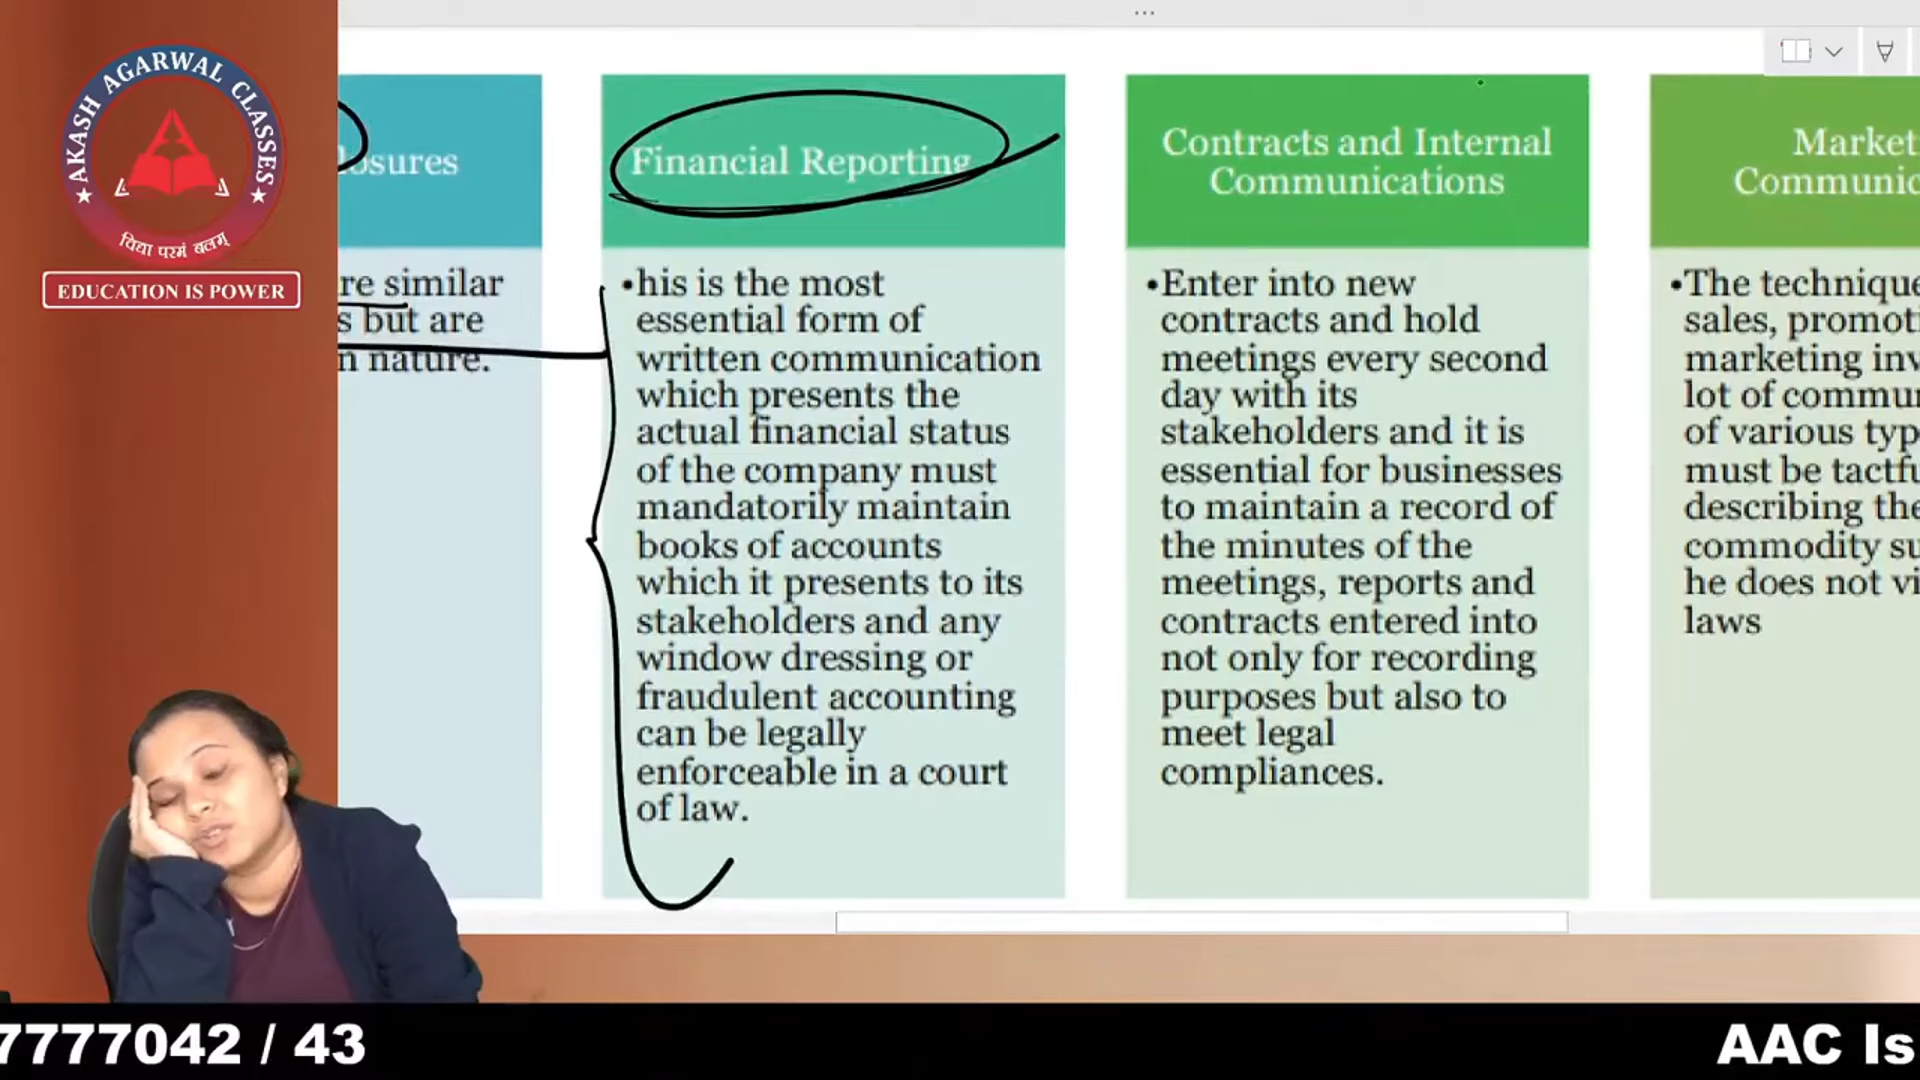 AKASH AGARWAL CLASSES
विद्या परमं बलम्
EDUCATION IS POWER
losures
re similar
s but are
n nature.
Financial Reporting
•his is the most
essential form of
written communication
which presents the
actual financial status
of the company must
mandatorily maintain
books of accounts
which it presents to its
stakeholders and any
window dressing or
fraudulent accounting
can be legally
enforceable in a court
of law.
Contracts and Internal
Communications
•Enter into new
contracts and hold
meetings every second
day with its
stakeholders and it is
essential for businesses
to maintain a record of
the minutes of the
meetings, reports and
contracts entered into
not only for recording
purposes but also to
meet legal
compliances.
Market
Communic
•The technique
sales, promoti
marketing inv
lot of commun
of various typ
must be tactfu
describing the
commodity su
he does not vi
laws
7777042 / 43
AAC Is